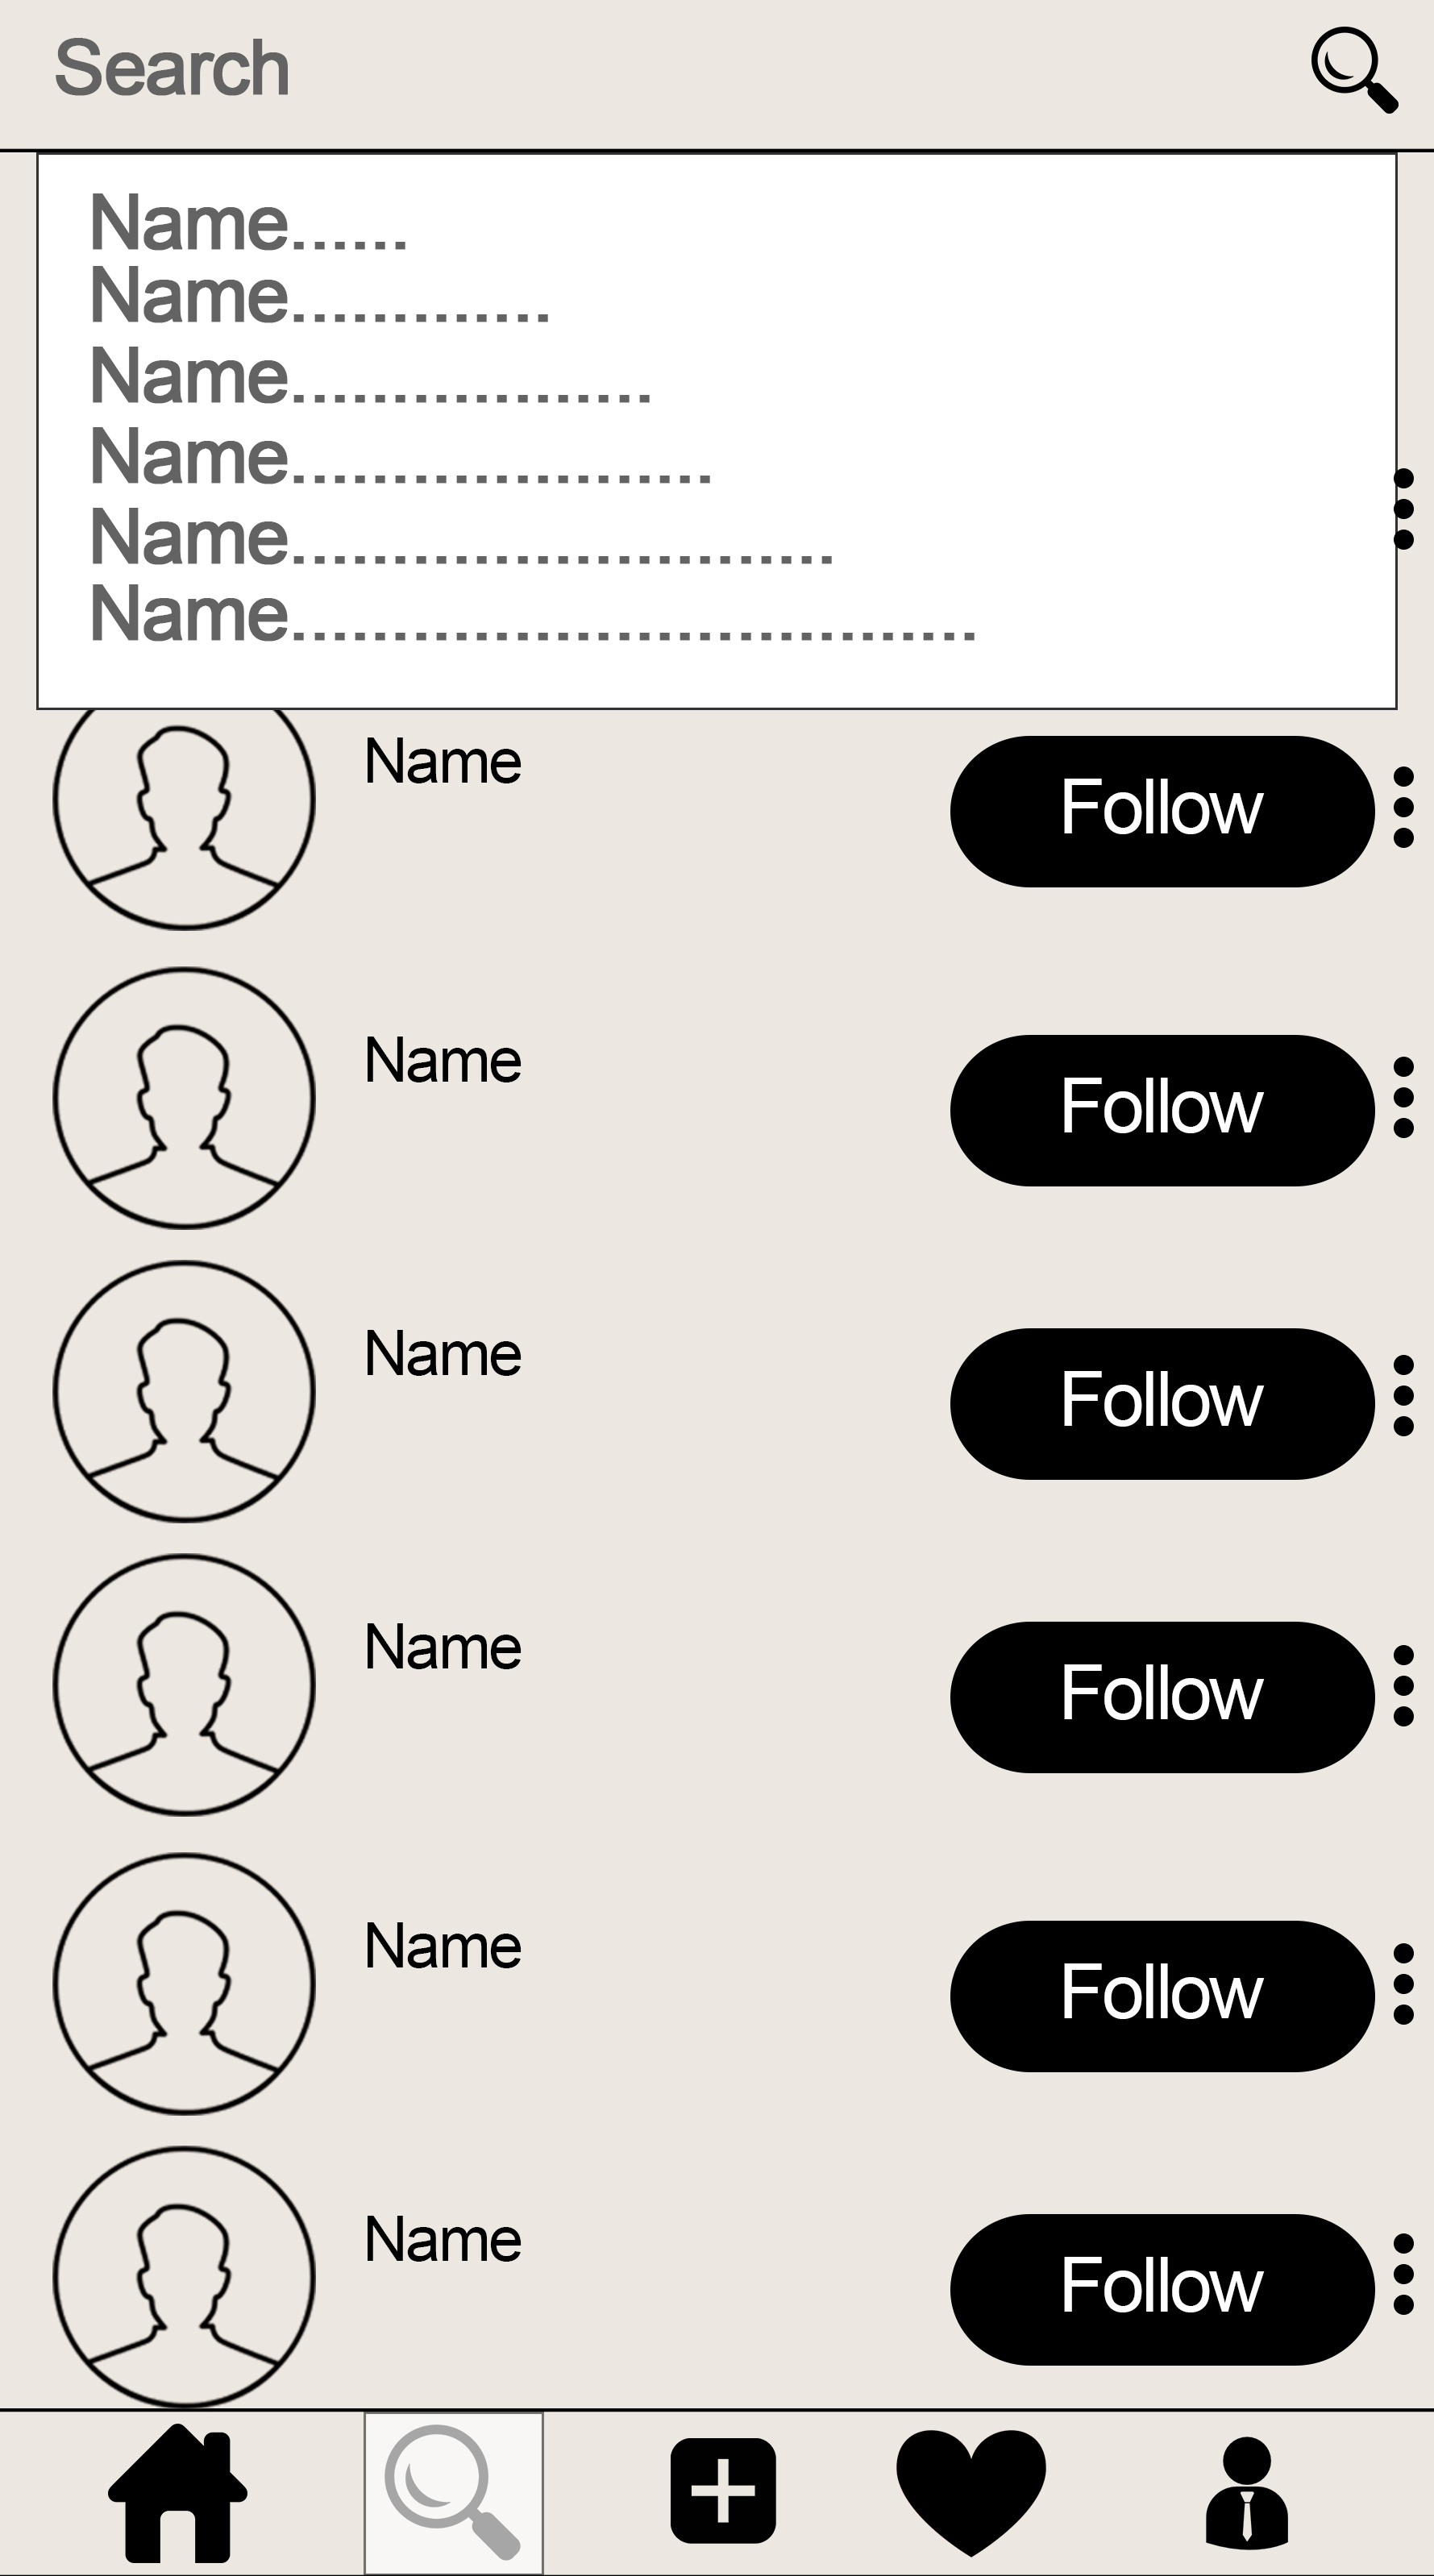 Search
Name......
Name.............
Name..................
Name.....................
Name...........................
Name..................................
Name
Follow
Name
Follow
Name
Follow
Name
Follow
Name
Follow
Name
Follow